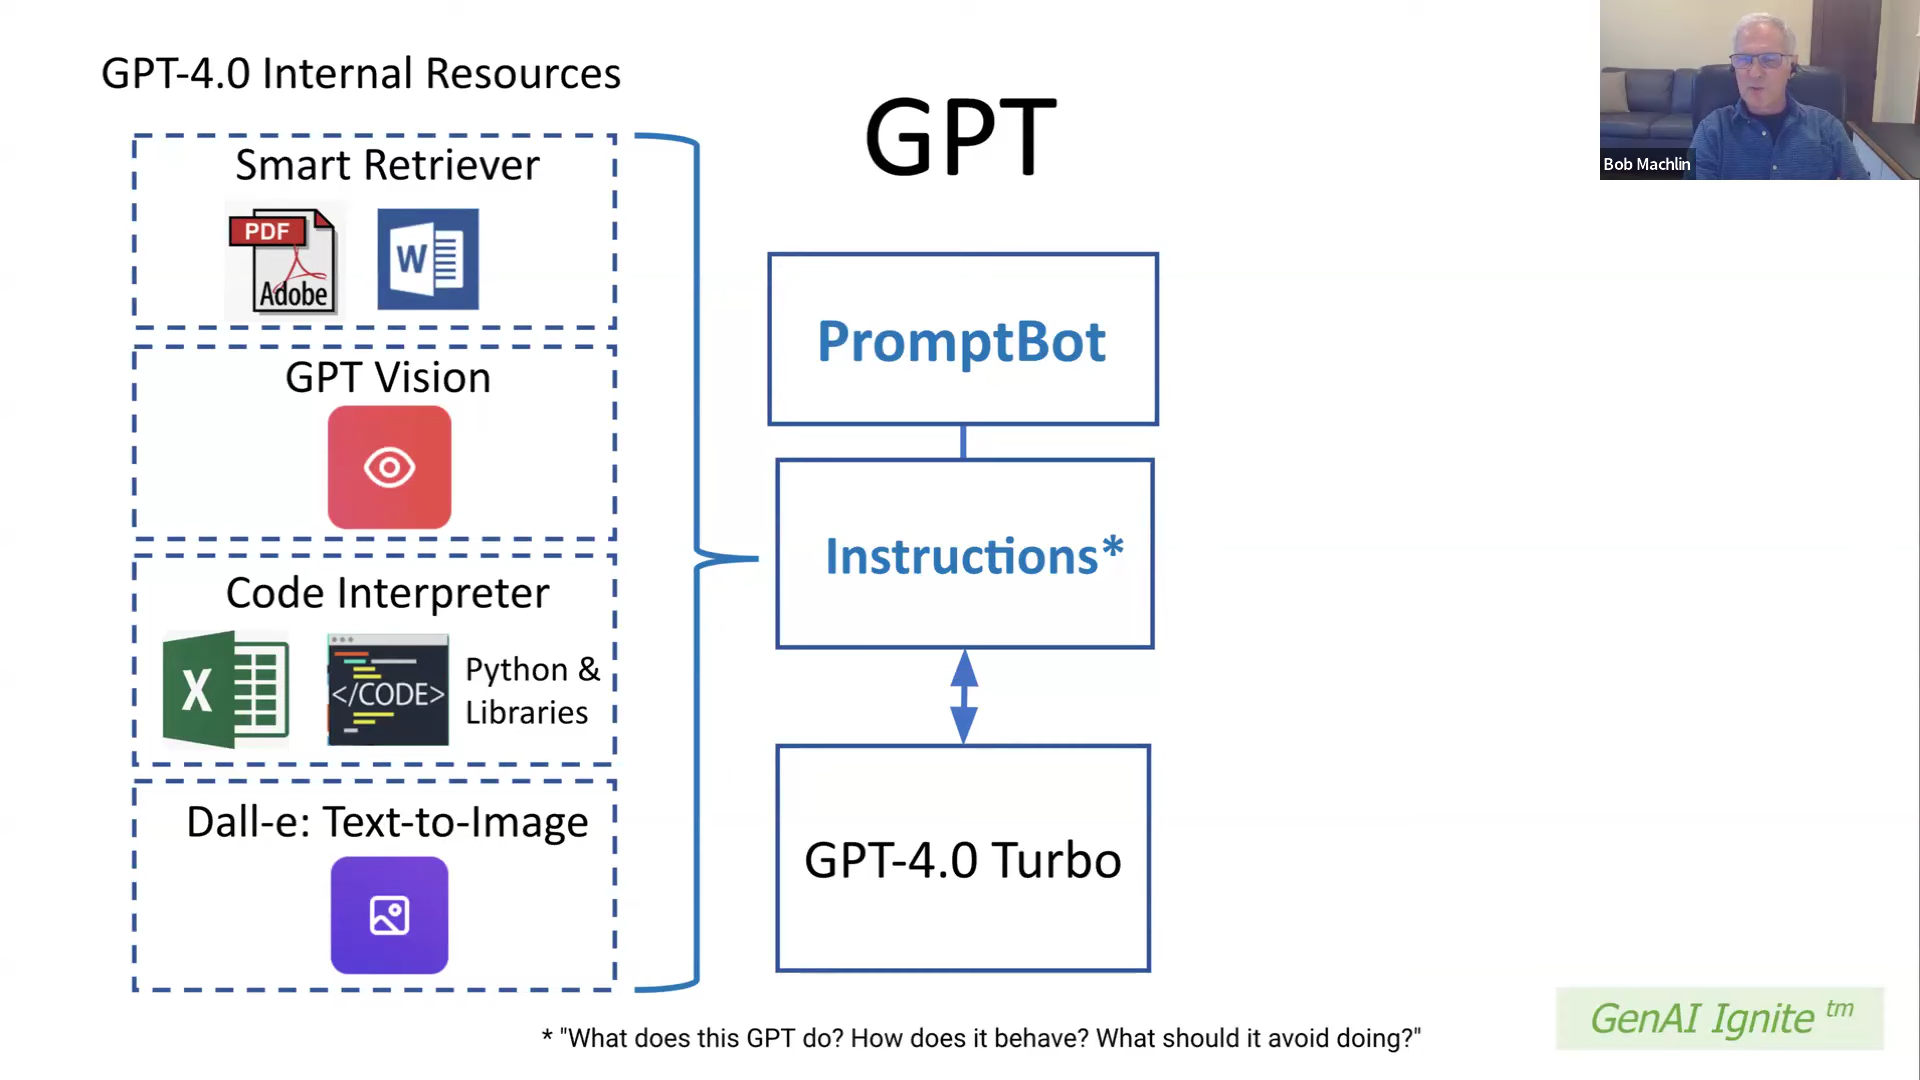 GPT-4.0 Internal Resources
Smart Retriever
PDF
Adobe
W
GPT Vision
Code Interpreter
X
</CODE>
Python &
Libraries
Dall-e: Text-to-Image
GPT
PromptBot
Instructions*
GPT-4.0 Turbo
* "What does this GPT do? How does it behave? What should it avoid doing?"
Bob Machlin
GenAI Ignite tm